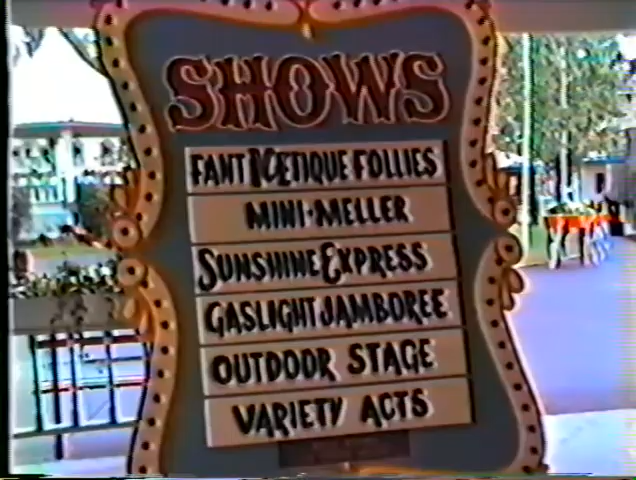 SHOWS
FANTICETIQUE FOLLIES
MINI-MELLER
SUNSHINE EXPRESS
GASLIGHT JAMBOREE
OUTDOOR STAGE
VARIETY ACTS